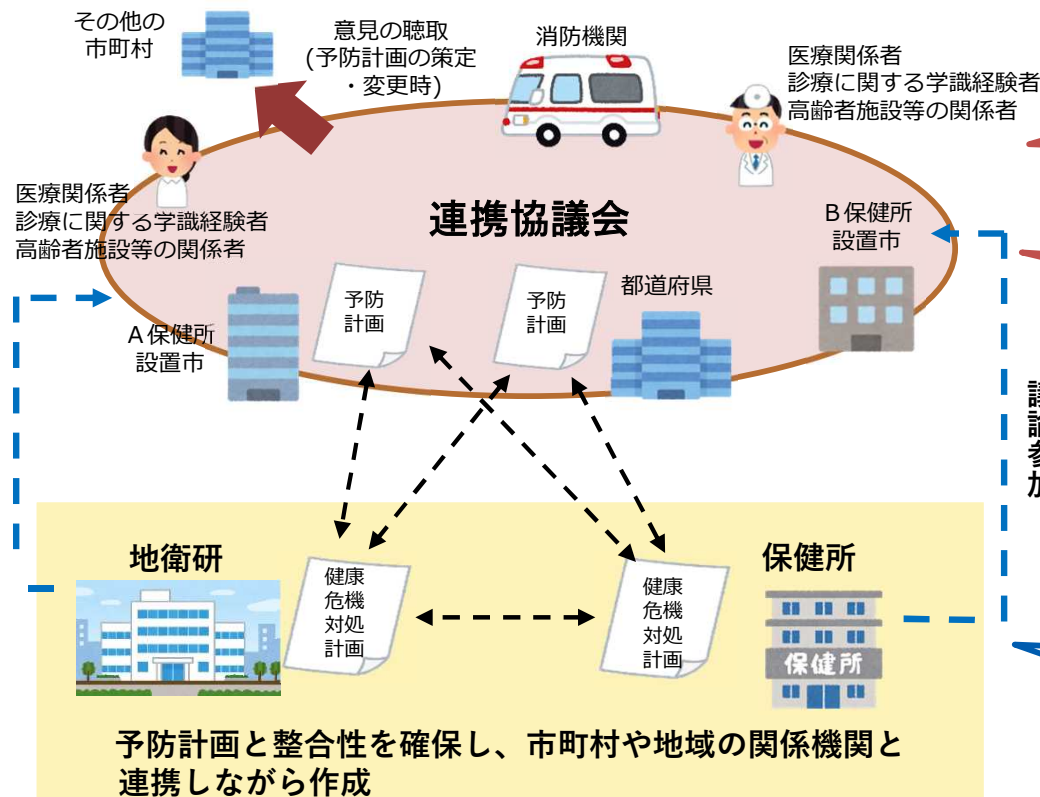 その他の
市町村
意見の聴取
(予防計画の策定
・変更時)
消防機関
医療関係者
診療に関する学識経験者
高齢者施設等の関係者
医療関係者
診療に関する学識経験者
高齢者施設等の関係者
連携協議会
B保健所
設置市
予防
計画
予防
計画
都道府県
A保健所
設置市
議論参加
地衛研
健康
危機
対処
計画
健康
危機
対処
計画
保健所
保健所
予防計画と整合性を確保し、市町村や地域の関係機関と
連携しながら作成